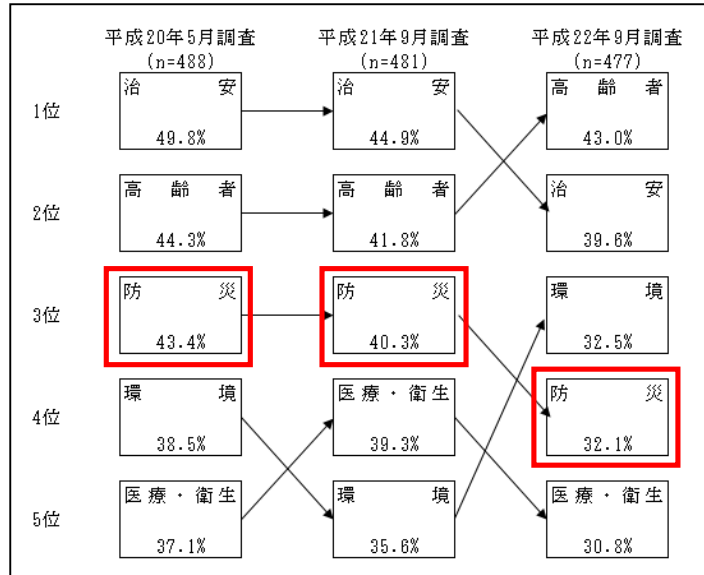 平成20年5月調査 平成21年9月調査 平成22年9月調査
(n=488) (n=481) (n=477)
1位 治安 治安 高齢者
49.8% 44.9% 43.0%
2位 高齢者 高齢者 治安
44.3% 41.8% 39.6%
3位 防災 防災 環境
43.4% 40.3% 32.5%
4位 環境 医療・衛生 防災
38.5% 39.3% 32.1%
5位 医療・衛生 環境 医療・衛生
37.1% 35.6% 30.8%